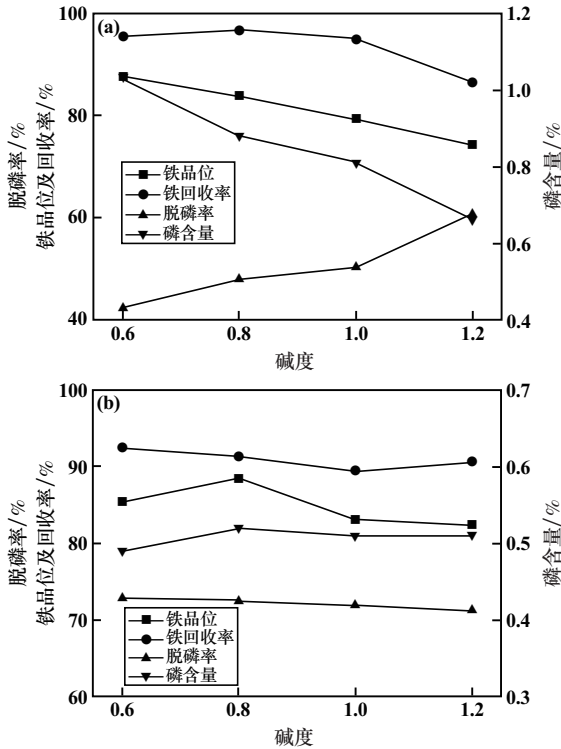 (a)
100
80
60
40
1.2
1.0
0.8
0.6
0.4
脱磷率/%
铁品位及回收率/%
磷含量/%
铁品位
铁回收率
脱磷率
磷含量
0.6 0.8 1.0 1.2
碱度
(b)
100
90
80
70
60
0.7
0.6
0.5
0.4
0.3
脱磷率/%
铁品位及回收率/%
磷含量/%
铁品位
铁回收率
脱磷率
磷含量
0.6 0.8 1.0 1.2
碱度